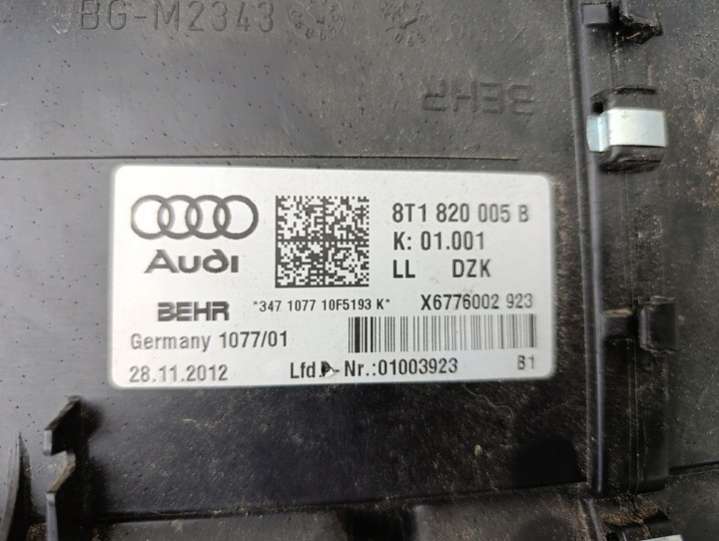 BG-M2343
BEHR
Audi
8T1 820 005 B
K: 01.001
LL DZK
BEHR *347 1077 10F5193 K* X6776002 923
Germany 1077/01
28.11.2012 Lfd.-Nr.:01003923 B1